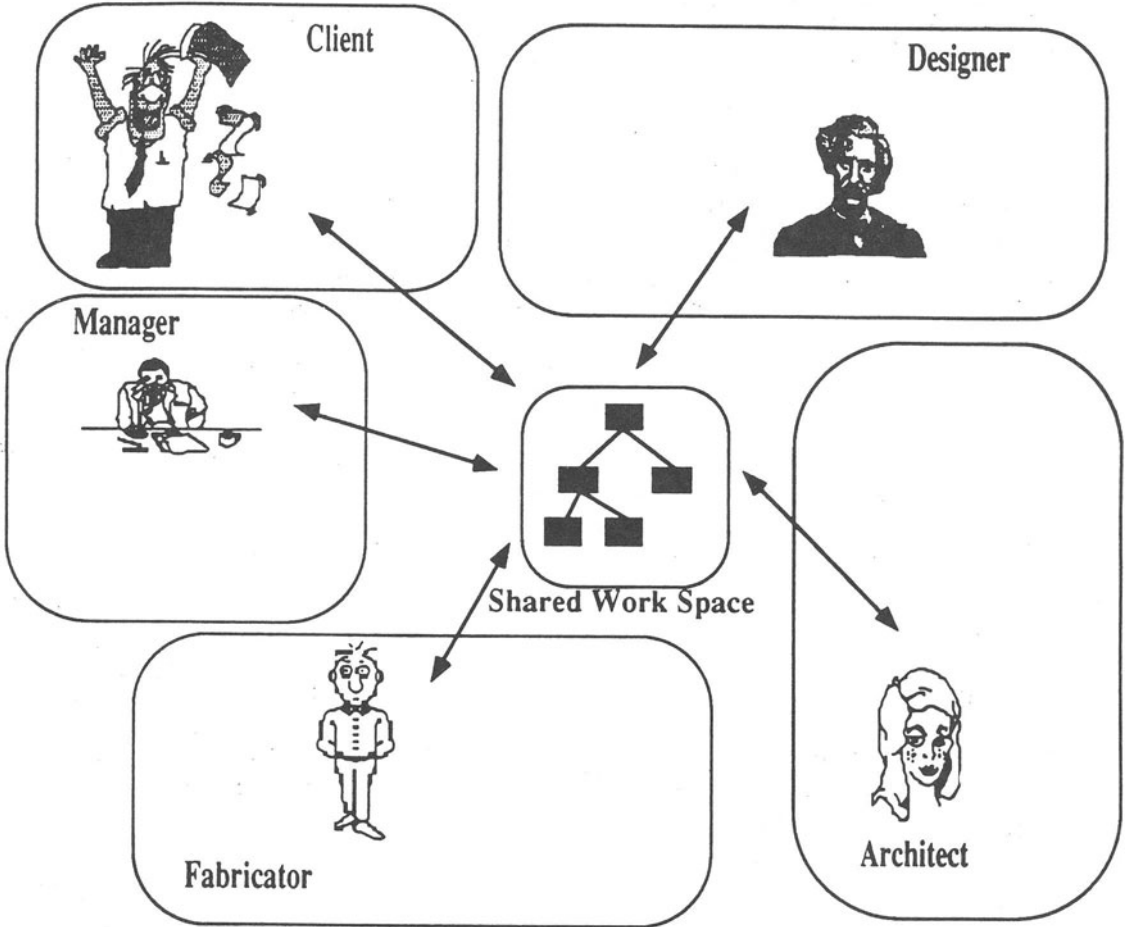 Client
Designer
Manager
Shared Work Space
Fabricator
Architect